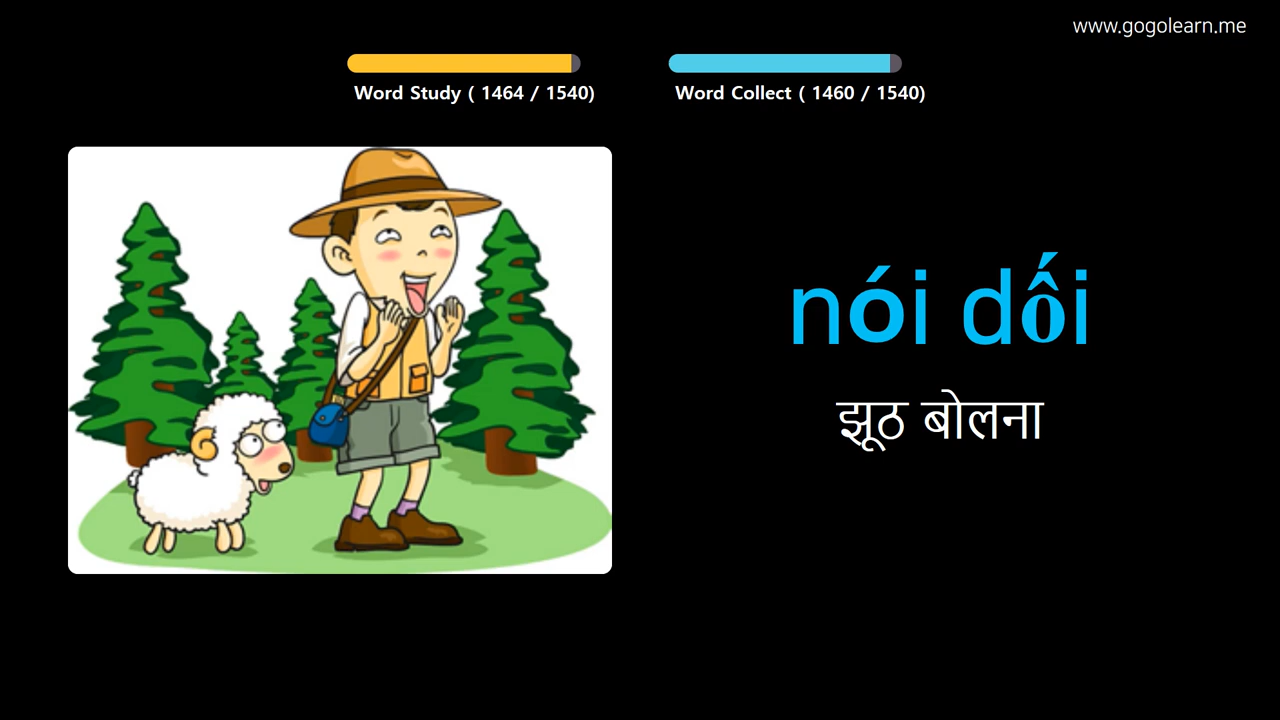 www.gogolearn.me
Word Study ( 1464 / 1540)
Word Collect ( 1460 / 1540)
nói dối
झूठ बोलना